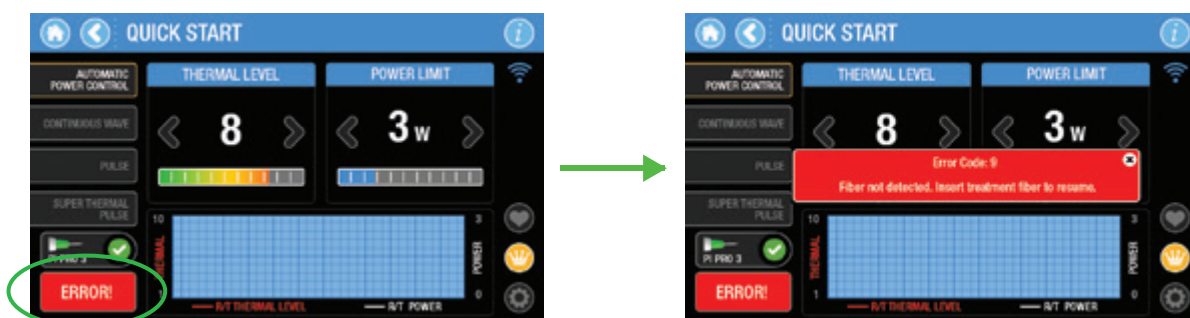 QUICK START
AUTOMATIC
POWER CONTROL
CONTINUOUS WAVE
PULSE
SUPER THERMAL
PULSE
PI PRO 3
ERROR!
THERMAL LEVEL
8
POWER LIMIT
3 W
10
THERMAL
1
3
POWER
0
R/T THERMAL LEVEL
R/T POWER
QUICK START
AUTOMATIC
POWER CONTROL
CONTINUOUS WAVE
PULSE
SUPER THERMAL
PULSE
PI PRO 3
ERROR!
THERMAL LEVEL
8
POWER LIMIT
3 W
Error Code: 9
Fiber not detected. Insert treatment fiber to resume.
10
THERMAL
1
3
POWER
0
R/T THERMAL LEVEL
R/T POWER